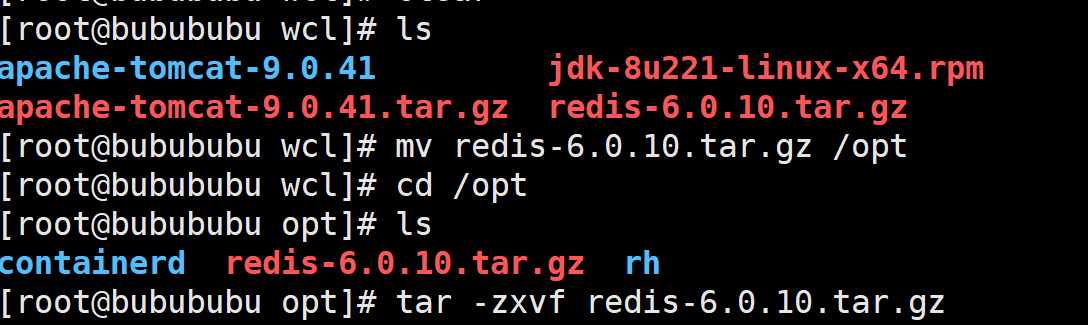 [root@bubububu wcl]# ls
apache-tomcat-9.0.41 jdk-8u221-linux-x64.rpm
apache-tomcat-9.0.41.tar.gz redis-6.0.10.tar.gz
[root@bubububu wcl]# mv redis-6.0.10.tar.gz /opt
[root@bubububu wcl]# cd /opt
[root@bubububu opt]# ls
containerd redis-6.0.10.tar.gz rh
[root@bubububu opt]# tar -zxvf redis-6.0.10.tar.gz